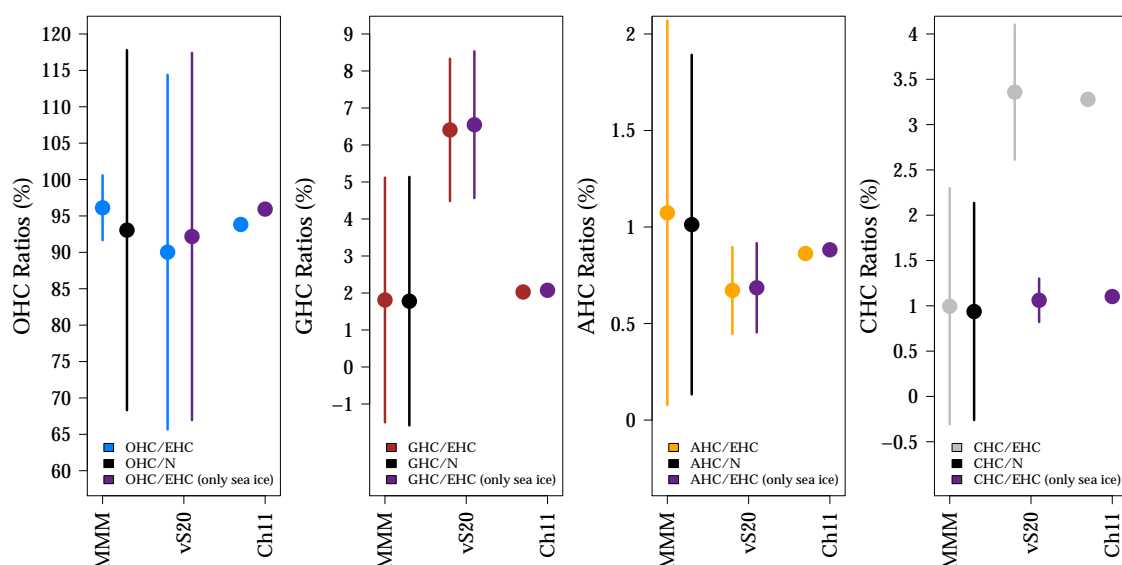 OHC Ratios (%)
120
115
110
105
100
95
90
85
80
75
70
65
60
OHC/EHC
OHC/N
OHC/EHC (only sea ice)
MMM
vS20
Ch11
GHC Ratios (%)
9
8
7
6
5
4
3
2
1
0
−1
GHC/EHC
GHC/N
GHC/EHC (only sea ice)
MMM
vS20
Ch11
AHC Ratios (%)
2
1.5
1
0.5
0
AHC/EHC
AHC/N
AHC/EHC (only sea ice)
MMM
vS20
Ch11
CHC Ratios (%)
4
3.5
3
2.5
2
1.5
1
0.5
0
−0.5
CHC/EHC
CHC/N
CHC/EHC (only sea ice)
MMM
vS20
Ch11